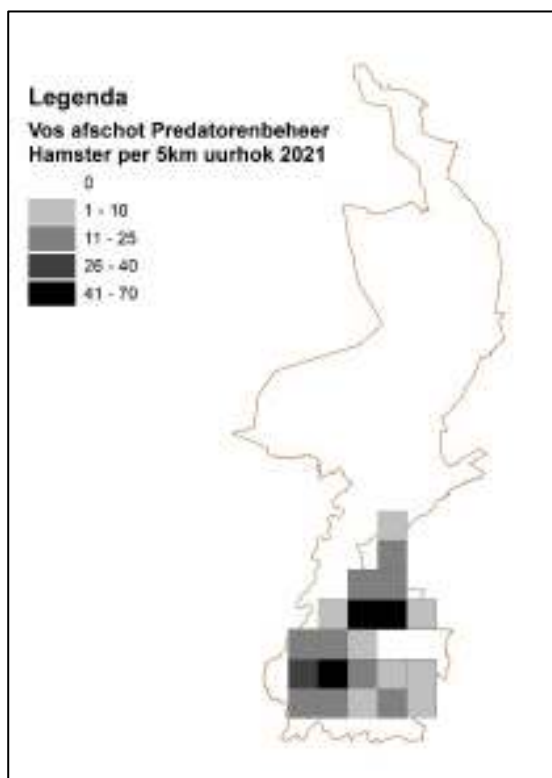 Legenda
Vos afschot Predatorenbeheer
Hamster per 5km uurhok 2021
0
1 - 10
11 - 25
26 - 40
41 - 70